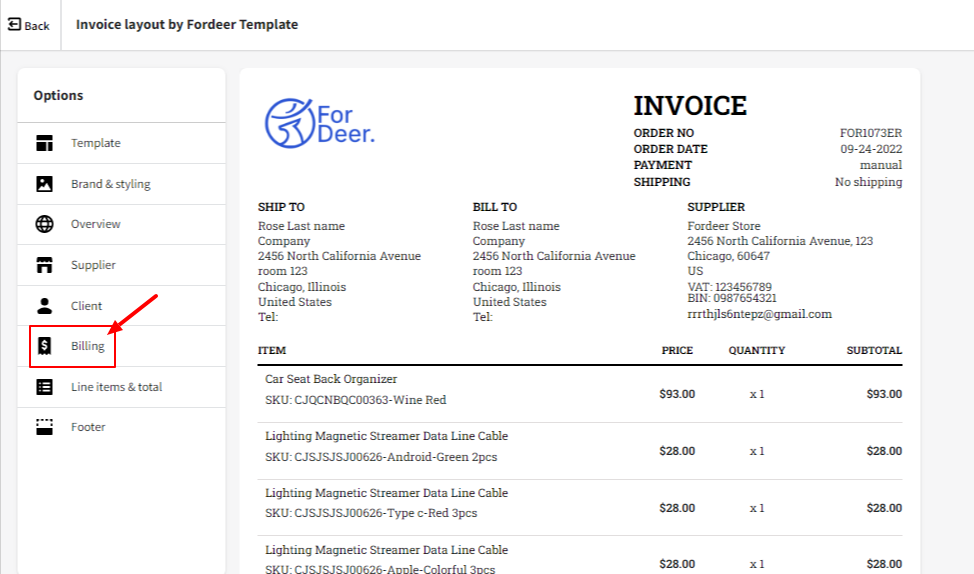 Back
Invoice layout by Fordeer Template
Options
Template
Brand & styling
Overview
Supplier
Client
Billing
Line items & total
Footer
For
Deer.
INVOICE
ORDER NO FOR1073ER
ORDER DATE 09-24-2022
PAYMENT manual
SHIPPING No shipping
SHIP TO
Rose Last name
Company
2456 North California Avenue
room 123
Chicago, Illinois
United States
Tel:
BILL TO
Rose Last name
Company
2456 North California Avenue
room 123
Chicago, Illinois
United States
Tel:
SUPPLIER
Fordeer Store
2456 North California Avenue, 123
Chicago, 60647
US
VAT: 123456789
BIN: 0987654321
rrrthjls6ntepz@gmail.com
ITEM PRICE QUANTITY SUBTOTAL
Car Seat Back Organizer
SKU: CJQCNBQC00363-Wine Red
$93.00 x 1 $93.00
Lighting Magnetic Streamer Data Line Cable
SKU: CJSJSJSJ00626-Android-Green 2pcs
$28.00 x 1 $28.00
Lighting Magnetic Streamer Data Line Cable
SKU: CJSJSJSJ00626-Type c-Red 3pcs
$28.00 x 1 $28.00
Lighting Magnetic Streamer Data Line Cable
SKU: CJSJSJSJ00626-Apple-Colorful 3pcs
$28.00 x 1 $28.00